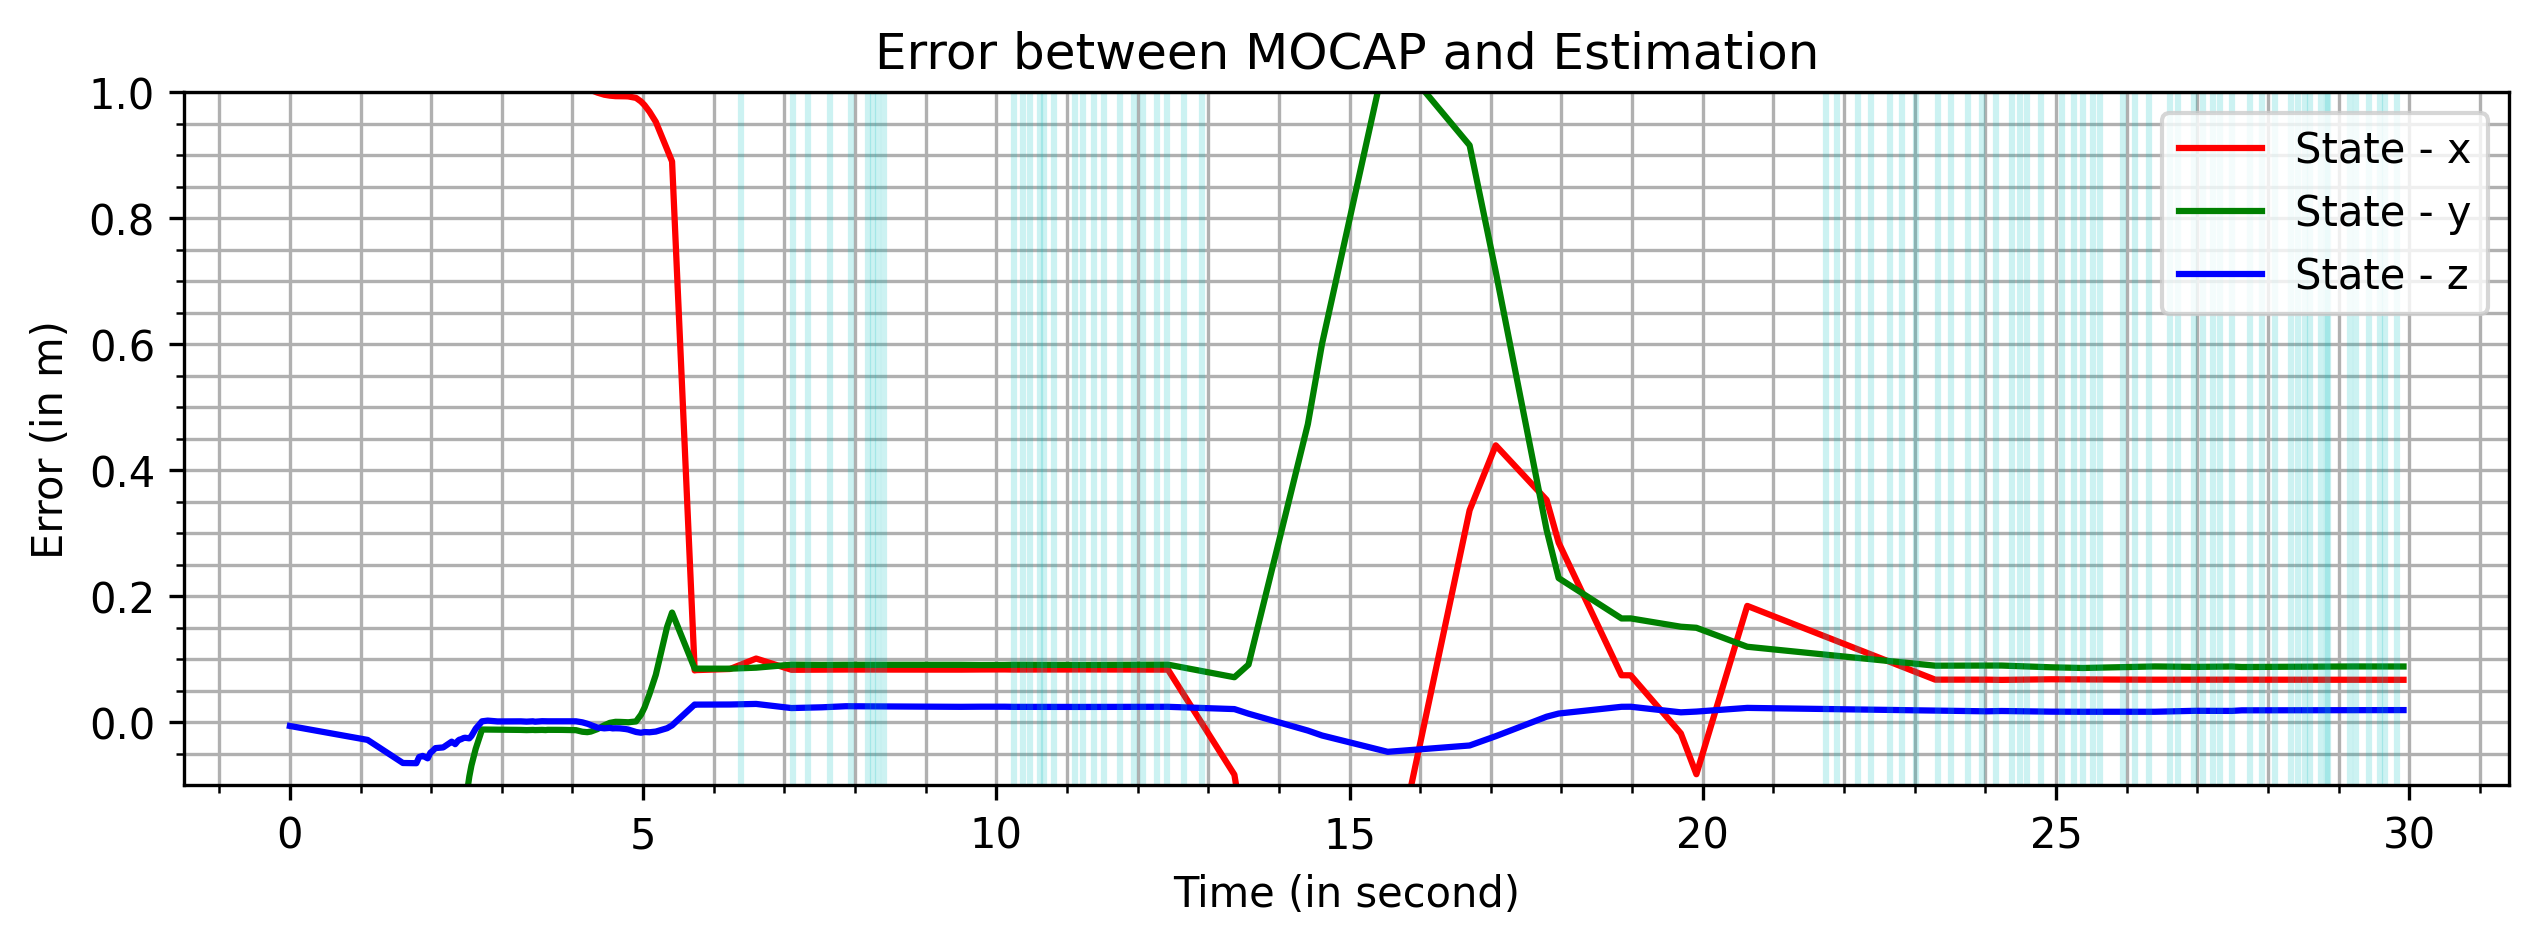 Error between MOCAP and Estimation
Error (in m)
1.0
0.8
0.6
0.4
0.2
0.0
State - x
State - y
State - z
0 5 10 15 20 25 30
Time (in second)